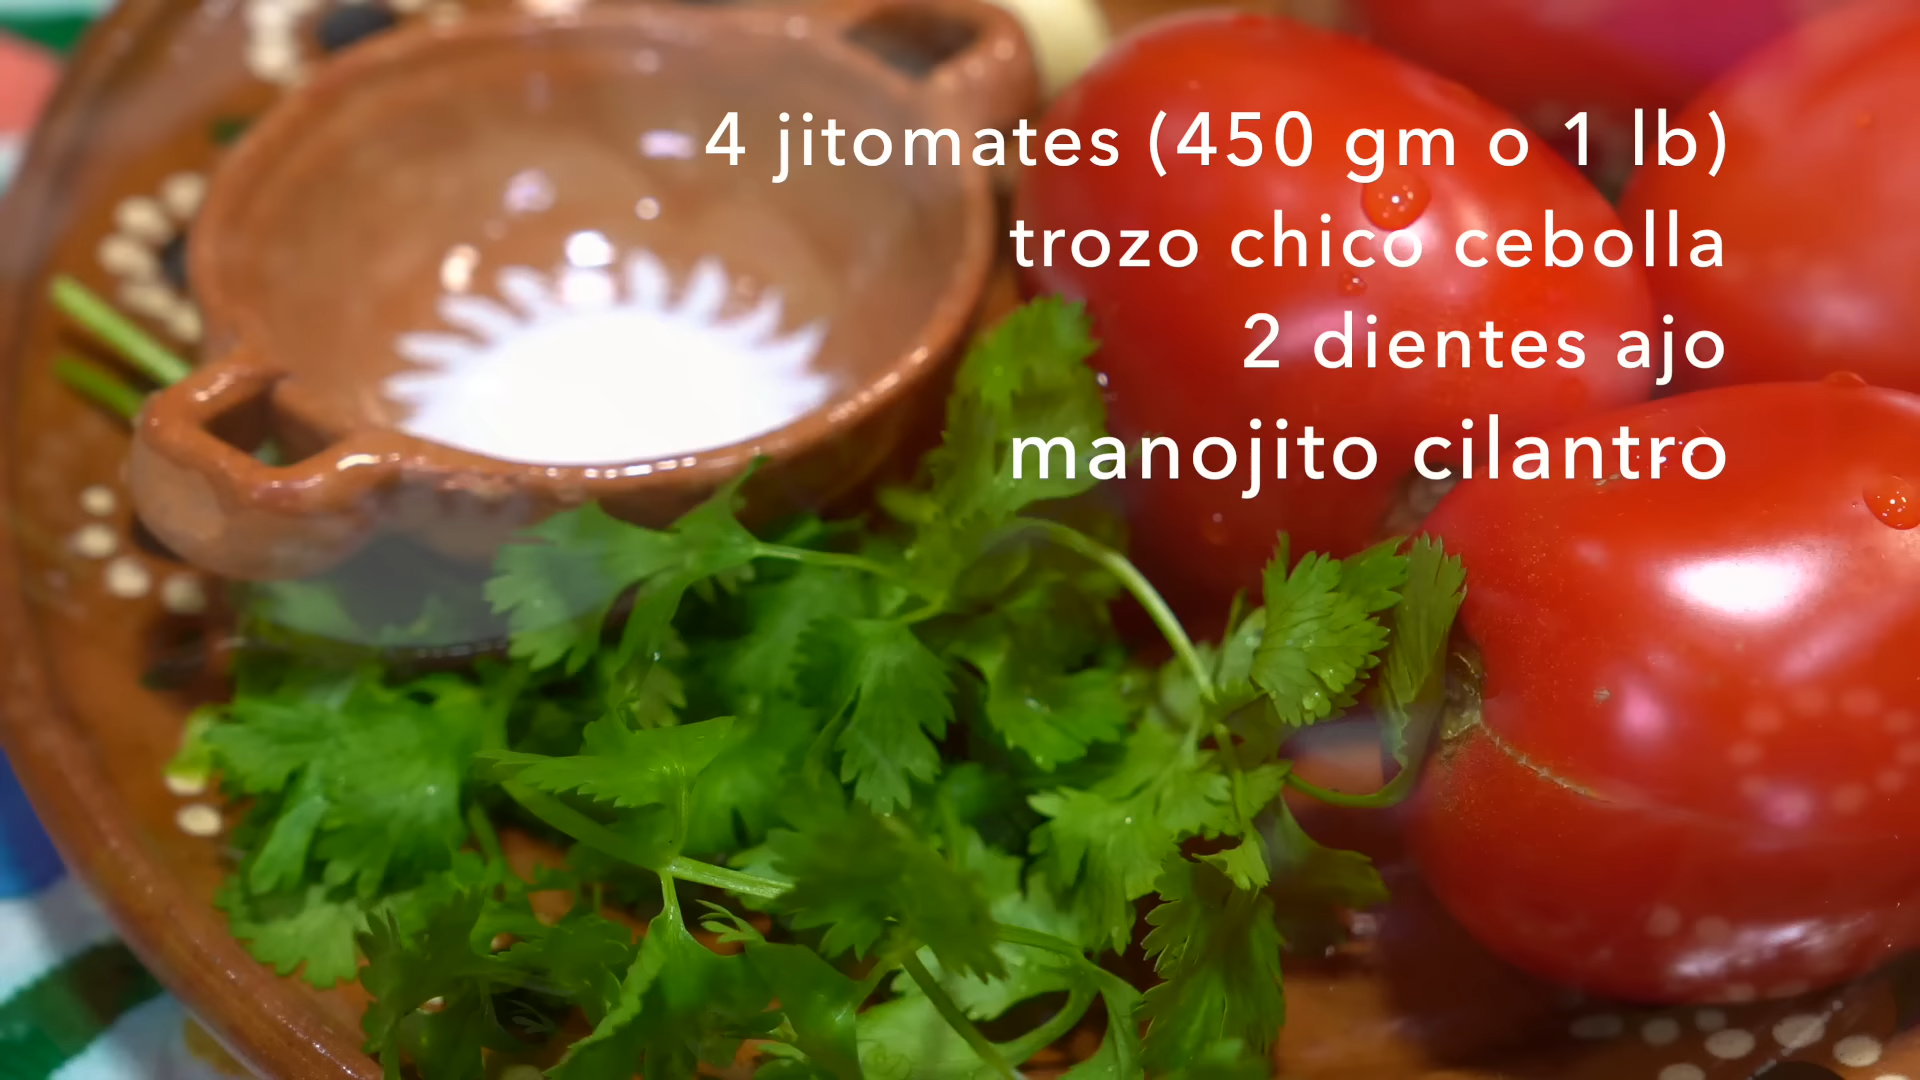 4 jitomates (450 gm o 1 lb)
trozo chico cebolla
2 dientes ajo
manojito cilantro